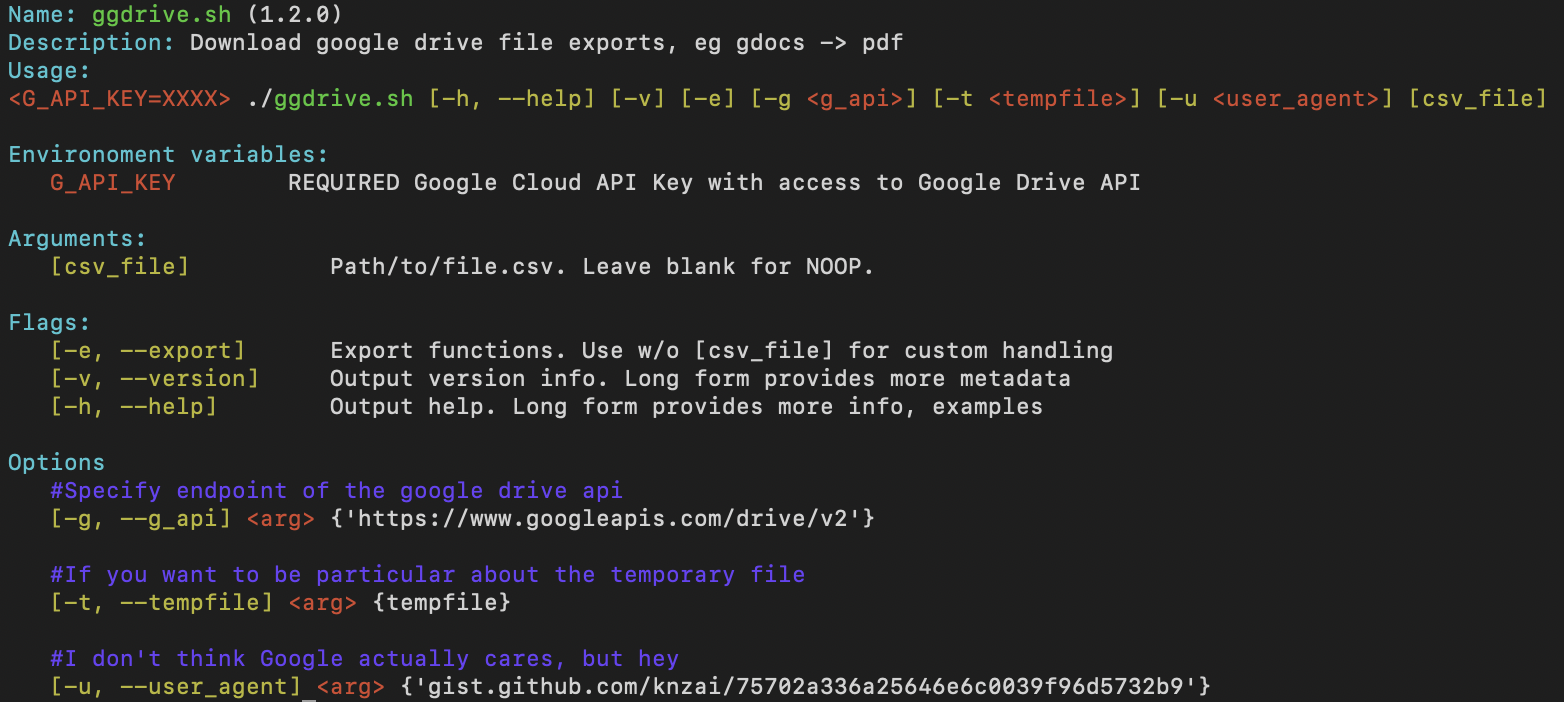 Name: ggdrive.sh (1.2.0)
Description: Download google drive file exports, eg gdocs -> pdf
Usage:
<G_API_KEY=XXXX> ./ggdrive.sh [-h, --help] [-v] [-e] [-g <g_api>] [-t <tempfile>] [-u <user_agent>] [csv_file]
Environoment variables:
G_API_KEY REQUIRED Google Cloud API Key with access to Google Drive API
Arguments:
[csv_file] Path/to/file.csv. Leave blank for NOOP.
Flags:
[-e, --export] Export functions. Use w/o [csv_file] for custom handling
[-v, --version] Output version info. Long form provides more metadata
[-h, --help] Output help. Long form provides more info, examples
Options
#Specify endpoint of the google drive api
[-g, --g_api] <arg> {'https://www.googleapis.com/drive/v2'}
#If you want to be particular about the temporary file
[-t, --tempfile] <arg> {tempfile}
#I don't think Google actually cares, but hey
[-u, --user_agent] <arg> {'gist.github.com/knzai/75702a336a25646e6c0039f96d5732b9'}